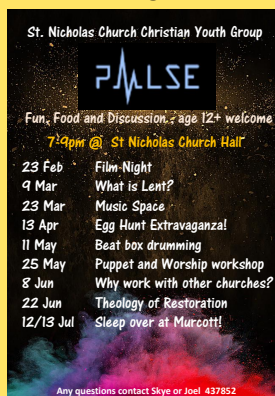 St. Nicholas Church Christian Youth Group
PULSE
Fun, Food and Discussion - age 12+ welcome
7-9pm @ St Nicholas Church Hall
23 Feb Film Night
9 Mar What is Lent?
23 Mar Music Space
13 Apr Egg Hunt Extravaganza!
11 May Beat box drumming
25 May Puppet and Worship workshop
8 Jun Why work with other churches?
22 Jun Theology of Restoration
12/13 Jul Sleep over at Murcott!
Any questions contact Skye or Joel 437852